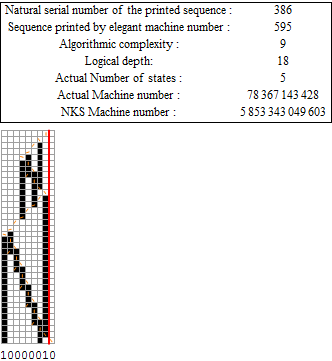 Natural serial number of the printed sequence : 386
Sequence printed by elegant machine number : 595
Algorithmic complexity : 9
Logical depth: 18
Actual Number of states : 5
Actual Machine number : 78 367 143 428
NKS Machine number : 5 853 343 049 603
10000010